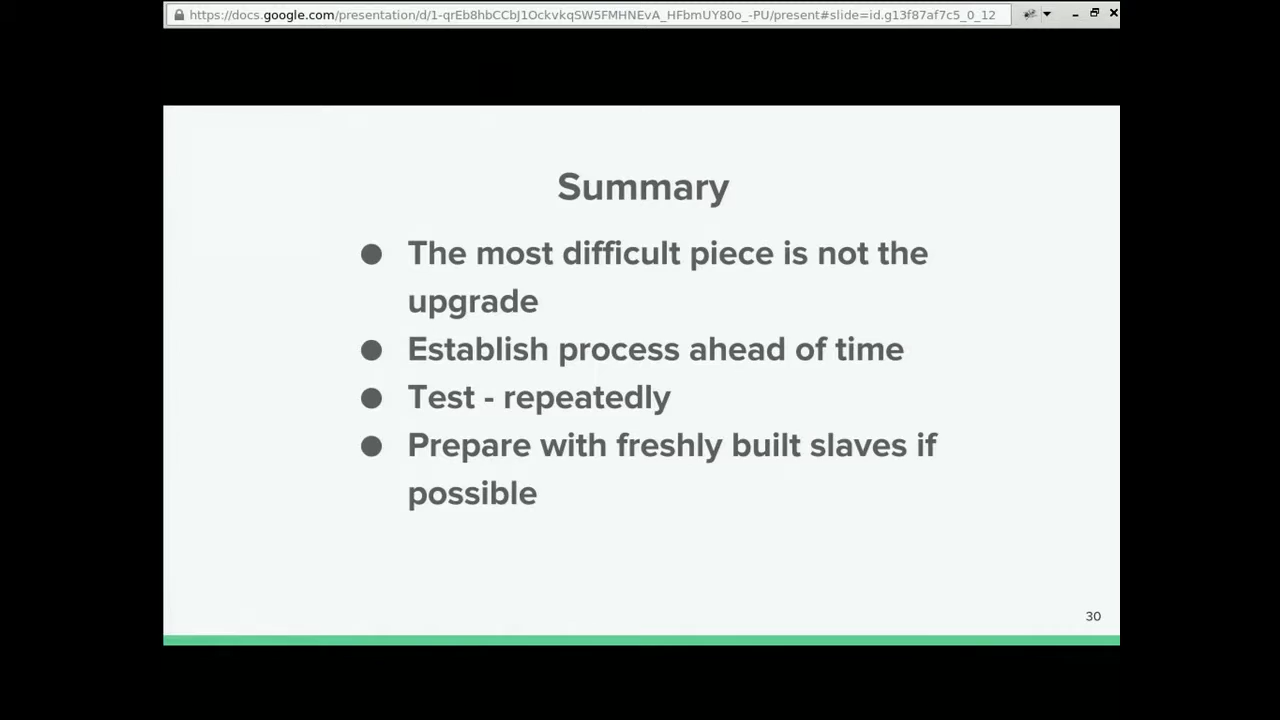 https://docs.google.com/presentation/d/1-qrEb8hbCCbJ1OckvkqSW5FMHNEvA_HFbmUY80o_-PU/present#slide=id.g13f87af7c5_0_12
Summary
● The most difficult piece is not the
upgrade
● Establish process ahead of time
● Test - repeatedly
● Prepare with freshly built slaves if
possible
30